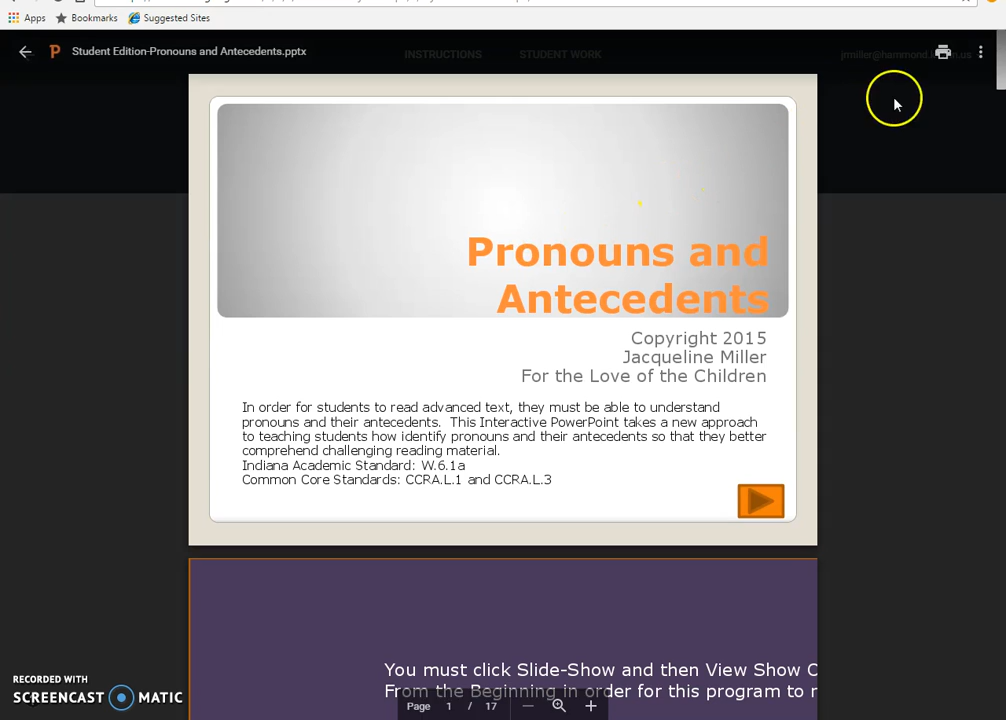 Apps Bookmarks Suggested Sites
Student Edition-Pronouns and Antecedents.pptx
INSTRUCTIONS STUDENT WORK
Pronouns and
Antecedents
Copyright 2015
Jacqueline Miller
For the Love of the Children
In order for students to read advanced text, they must be able to understand
pronouns and their antecedents. This Interactive PowerPoint takes a new approach
to teaching students how identify pronouns and their antecedents so that they better
comprehend challenging reading material.
Indiana Academic Standard: W.6.1a
Common Core Standards: CCRA.L.1 and CCRA.L.3
You must click Slide-Show and then View Show
From the Beginning in order for this program to
Page 1 / 17
RECORDED WITH
SCREENCAST MATIC